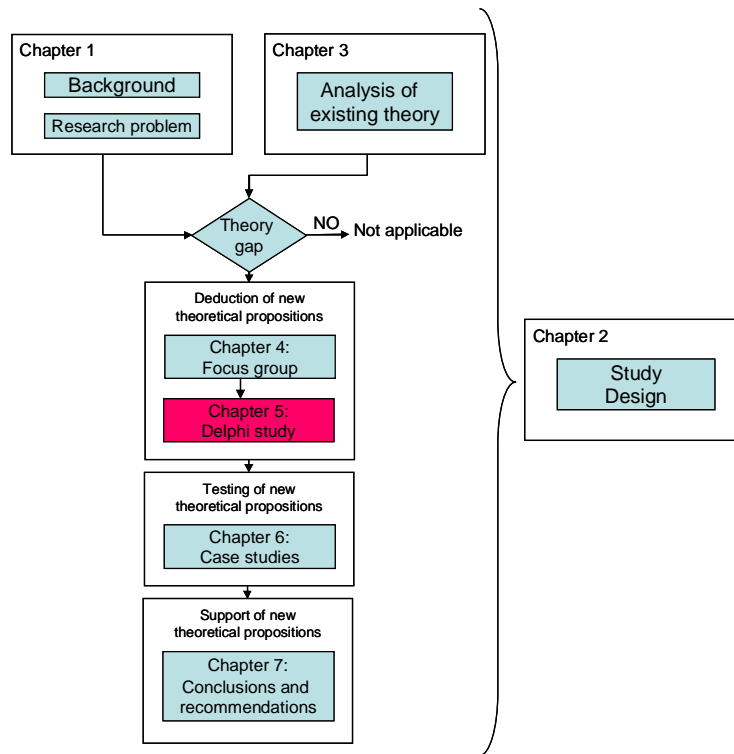 Chapter 1
Background
Research problem
Chapter 3
Analysis of
existing theory
Theory
gap
NO
Not applicable
Deduction of new
theoretical propositions
Chapter 4:
Focus group
Chapter 5:
Delphi study
Testing of new
theoretical propositions
Chapter 6:
Case studies
Support of new
theoretical propositions
Chapter 7:
Conclusions and
recommendations
Chapter 2
Study
Design